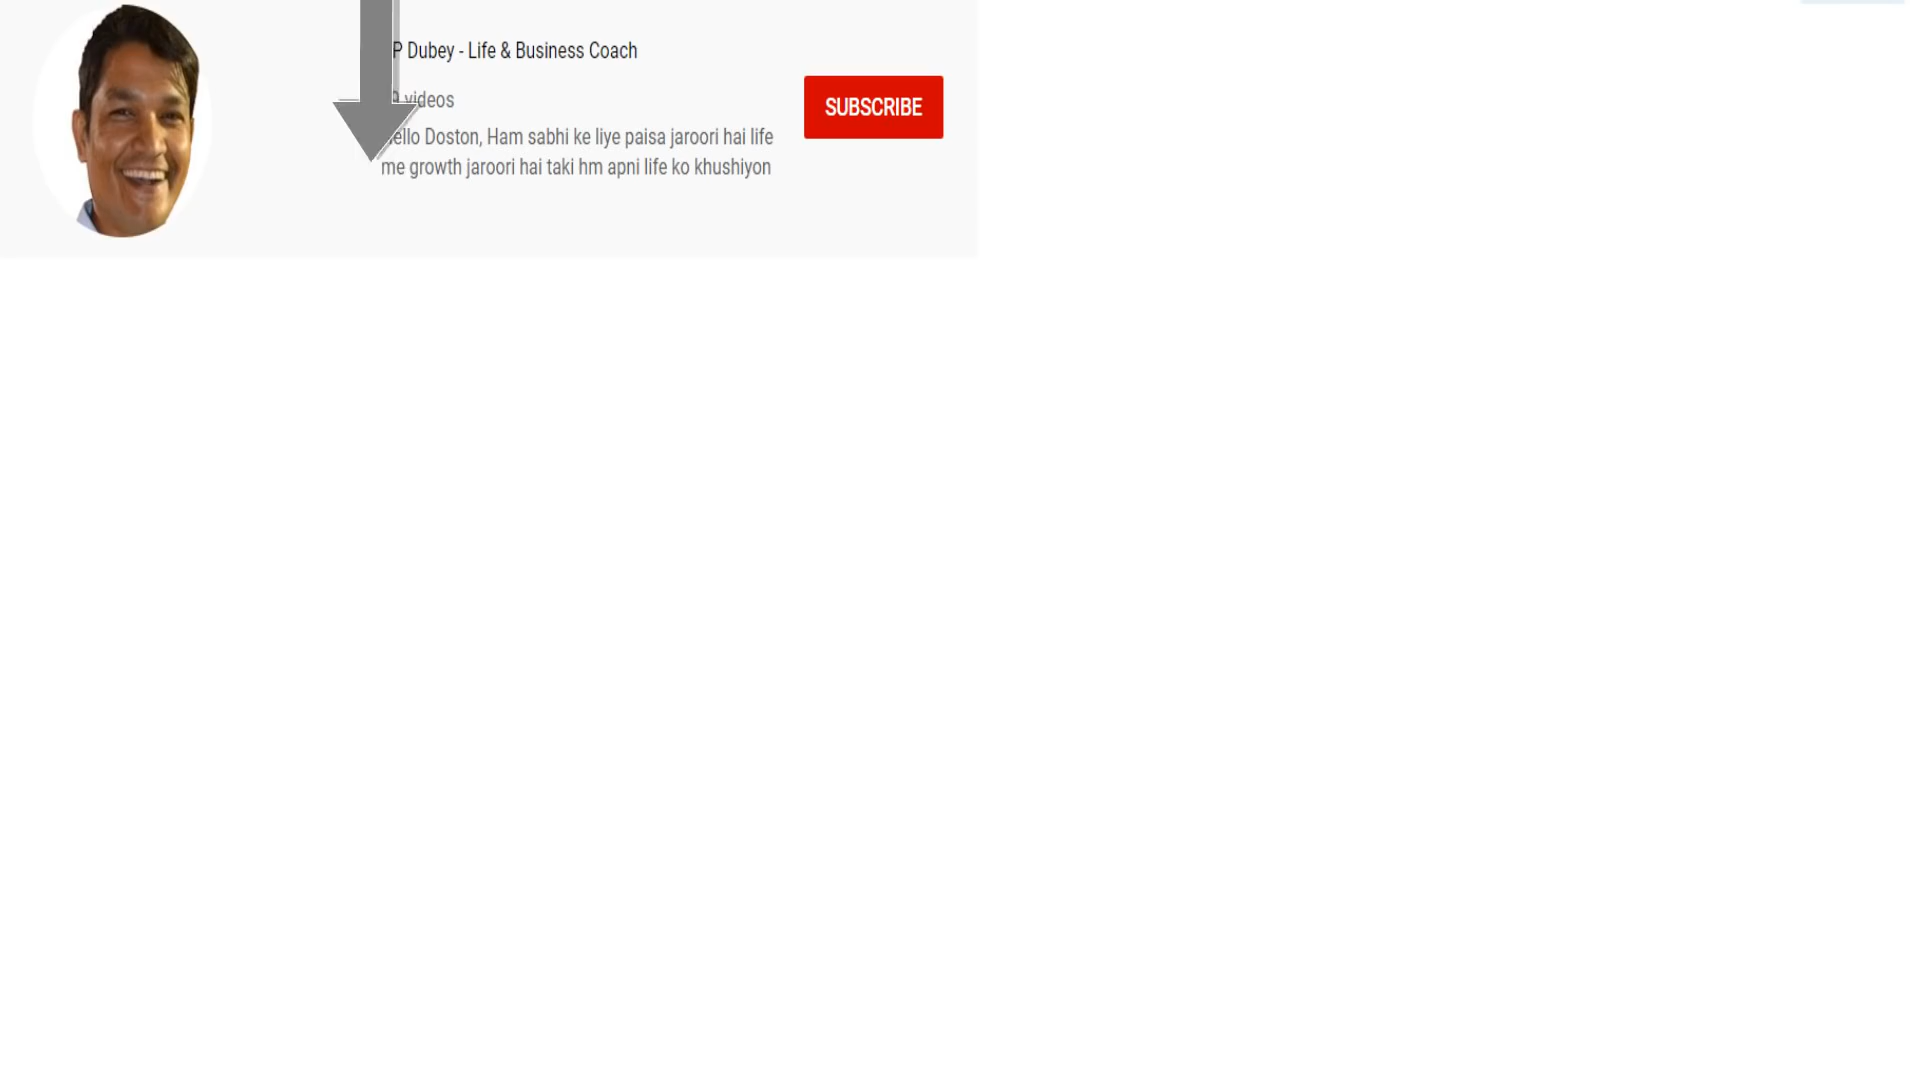 P Dubey - Life & Business Coach
videos
SUBSCRIBE
Doston, Ham sabhi ke liye paisa jaroori hai life
me growth jaroori hai taki hm apni life ko khushiyon